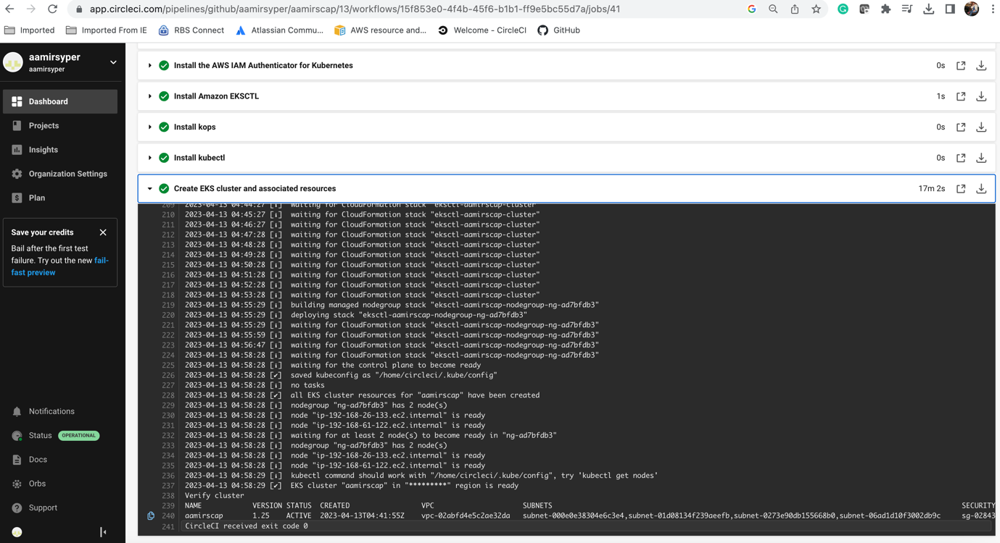 app.circleci.com/pipelines/github/aamirsyper/aamirscap/13/workflows/15f853e0-4f4b-45f6-b1b1-ff9e5bc55d7a/jobs/41
Imported
Imported From IE
RBS Connect
Atlassian Commu...
AWS resource and...
Welcome - CircleCI
GitHub
aamirsyper
aamirsyper
Dashboard
Projects
Insights
Organization Settings
Plan
Save your credits
Bail after the first test
failure. Try out the new fail-
fast preview
Notifications
Status OPERATIONAL
Docs
Orbs
Support
Install the AWS IAM Authenticator for Kubernetes 0s
Install Amazon EKSCTL 1s
Install kops 0s
Install kubectl 0s
Create EKS cluster and associated resources 17m 2s
209 2023-04-13 04:44:27 [ℹ] waiting for CloudFormation stack "eksctl-aamirscap-cluster"
210 2023-04-13 04:45:27 [ℹ] waiting for CloudFormation stack "eksctl-aamirscap-cluster"
211 2023-04-13 04:46:27 [ℹ] waiting for CloudFormation stack "eksctl-aamirscap-cluster"
212 2023-04-13 04:47:28 [ℹ] waiting for CloudFormation stack "eksctl-aamirscap-cluster"
213 2023-04-13 04:48:28 [ℹ] waiting for CloudFormation stack "eksctl-aamirscap-cluster"
214 2023-04-13 04:49:28 [ℹ] waiting for CloudFormation stack "eksctl-aamirscap-cluster"
215 2023-04-13 04:50:28 [ℹ] waiting for CloudFormation stack "eksctl-aamirscap-cluster"
216 2023-04-13 04:51:28 [ℹ] waiting for CloudFormation stack "eksctl-aamirscap-cluster"
217 2023-04-13 04:52:28 [ℹ] waiting for CloudFormation stack "eksctl-aamirscap-cluster"
218 2023-04-13 04:53:28 [ℹ] waiting for CloudFormation stack "eksctl-aamirscap-cluster"
219 2023-04-13 04:55:29 [ℹ] building managed nodegroup stack "eksctl-aamirscap-nodegroup-ng-ad7bfdb3"
220 2023-04-13 04:55:29 [ℹ] deploying stack "eksctl-aamirscap-nodegroup-ng-ad7bfdb3"
221 2023-04-13 04:55:29 [ℹ] waiting for CloudFormation stack "eksctl-aamirscap-nodegroup-ng-ad7bfdb3"
222 2023-04-13 04:55:59 [ℹ] waiting for CloudFormation stack "eksctl-aamirscap-nodegroup-ng-ad7bfdb3"
223 2023-04-13 04:56:47 [ℹ] waiting for CloudFormation stack "eksctl-aamirscap-nodegroup-ng-ad7bfdb3"
224 2023-04-13 04:58:28 [ℹ] waiting for CloudFormation stack "eksctl-aamirscap-nodegroup-ng-ad7bfdb3"
225 2023-04-13 04:58:28 [ℹ] waiting for the control plane to become ready
226 2023-04-13 04:58:28 [✔] saved kubeconfig as "/home/circleci/.kube/config"
227 2023-04-13 04:58:28 [ℹ] no tasks
228 2023-04-13 04:58:28 [✔] all EKS cluster resources for "aamirscap" have been created
229 2023-04-13 04:58:28 [ℹ] nodegroup "ng-ad7bfdb3" has 2 node(s)
230 2023-04-13 04:58:28 [ℹ] node "ip-192-168-26-133.ec2.internal" is ready
231 2023-04-13 04:58:28 [ℹ] node "ip-192-168-61-122.ec2.internal" is ready
232 2023-04-13 04:58:28 [ℹ] waiting for at least 2 node(s) to become ready in "ng-ad7bfdb3"
233 2023-04-13 04:58:28 [ℹ] nodegroup "ng-ad7bfdb3" has 2 node(s)
234 2023-04-13 04:58:28 [ℹ] node "ip-192-168-26-133.ec2.internal" is ready
235 2023-04-13 04:58:28 [ℹ] node "ip-192-168-61-122.ec2.internal" is ready
236 2023-04-13 04:58:29 [ℹ] kubectl command should work with "/home/circleci/.kube/config", try 'kubectl get nodes'
237 2023-04-13 04:58:29 [✔] EKS cluster "aamirscap" in "*********" region is ready
238 Verify cluster
239 NAME VERSION STATUS CREATED VPC SUBNETS SECURITY
240 aamirscap 1.25 ACTIVE 2023-04-13T04:41:55Z vpc-02abfd4e5c2ae32da subnet-000e0e38304e6c3e4,subnet-01d08134f239aeefb,subnet-0273e90db155668b0,subnet-06ad1d10f3002db9c sg-02843
241 CircleCI received exit code 0